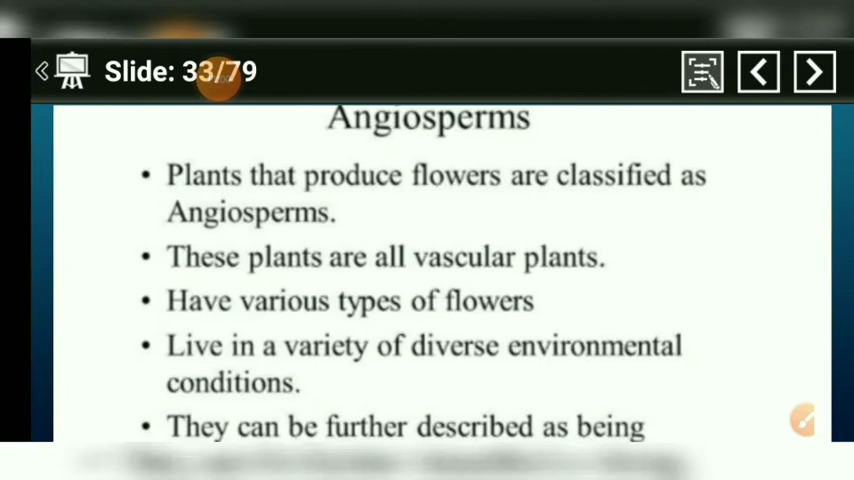 Slide: 33/79
Angiosperms
• Plants that produce flowers are classified as
Angiosperms.
• These plants are all vascular plants.
• Have various types of flowers
• Live in a variety of diverse environmental
conditions.
• They can be further described as being